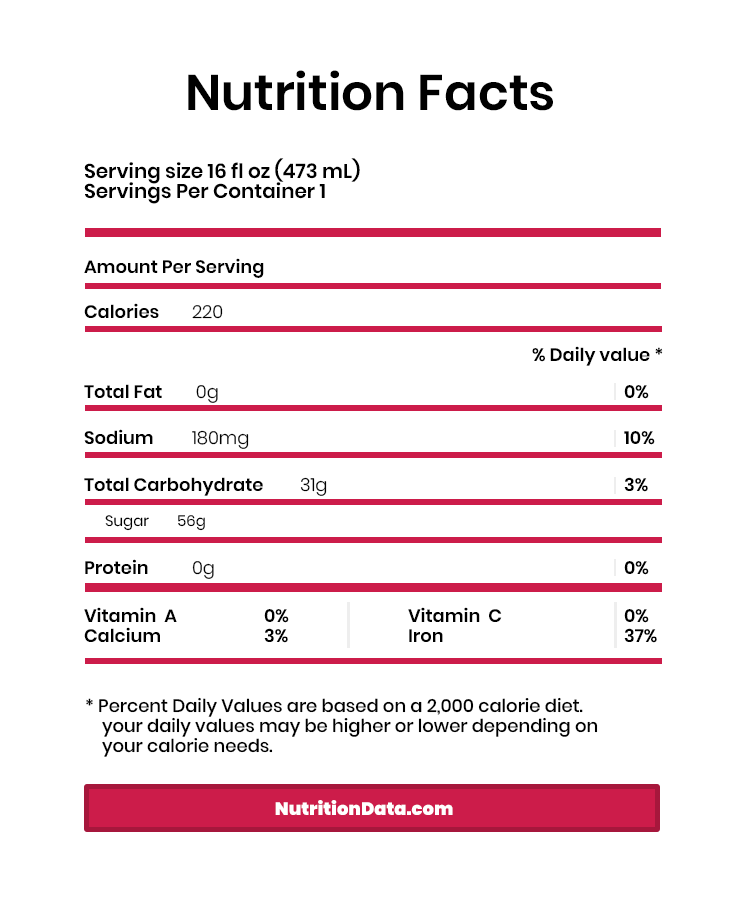 Nutrition Facts
Serving size 16 fl oz (473 mL)
Servings Per Container 1
Amount Per Serving
Calories 220
% Daily value *
Total Fat 0g 0%
Sodium 180mg 10%
Total Carbohydrate 31g 3%
Sugar 56g
Protein 0g 0%
Vitamin A 0% Vitamin C 0%
Calcium 3% Iron 37%
* Percent Daily Values are based on a 2,000 calorie diet.
your daily values may be higher or lower depending on
your calorie needs.
NutritionData.com